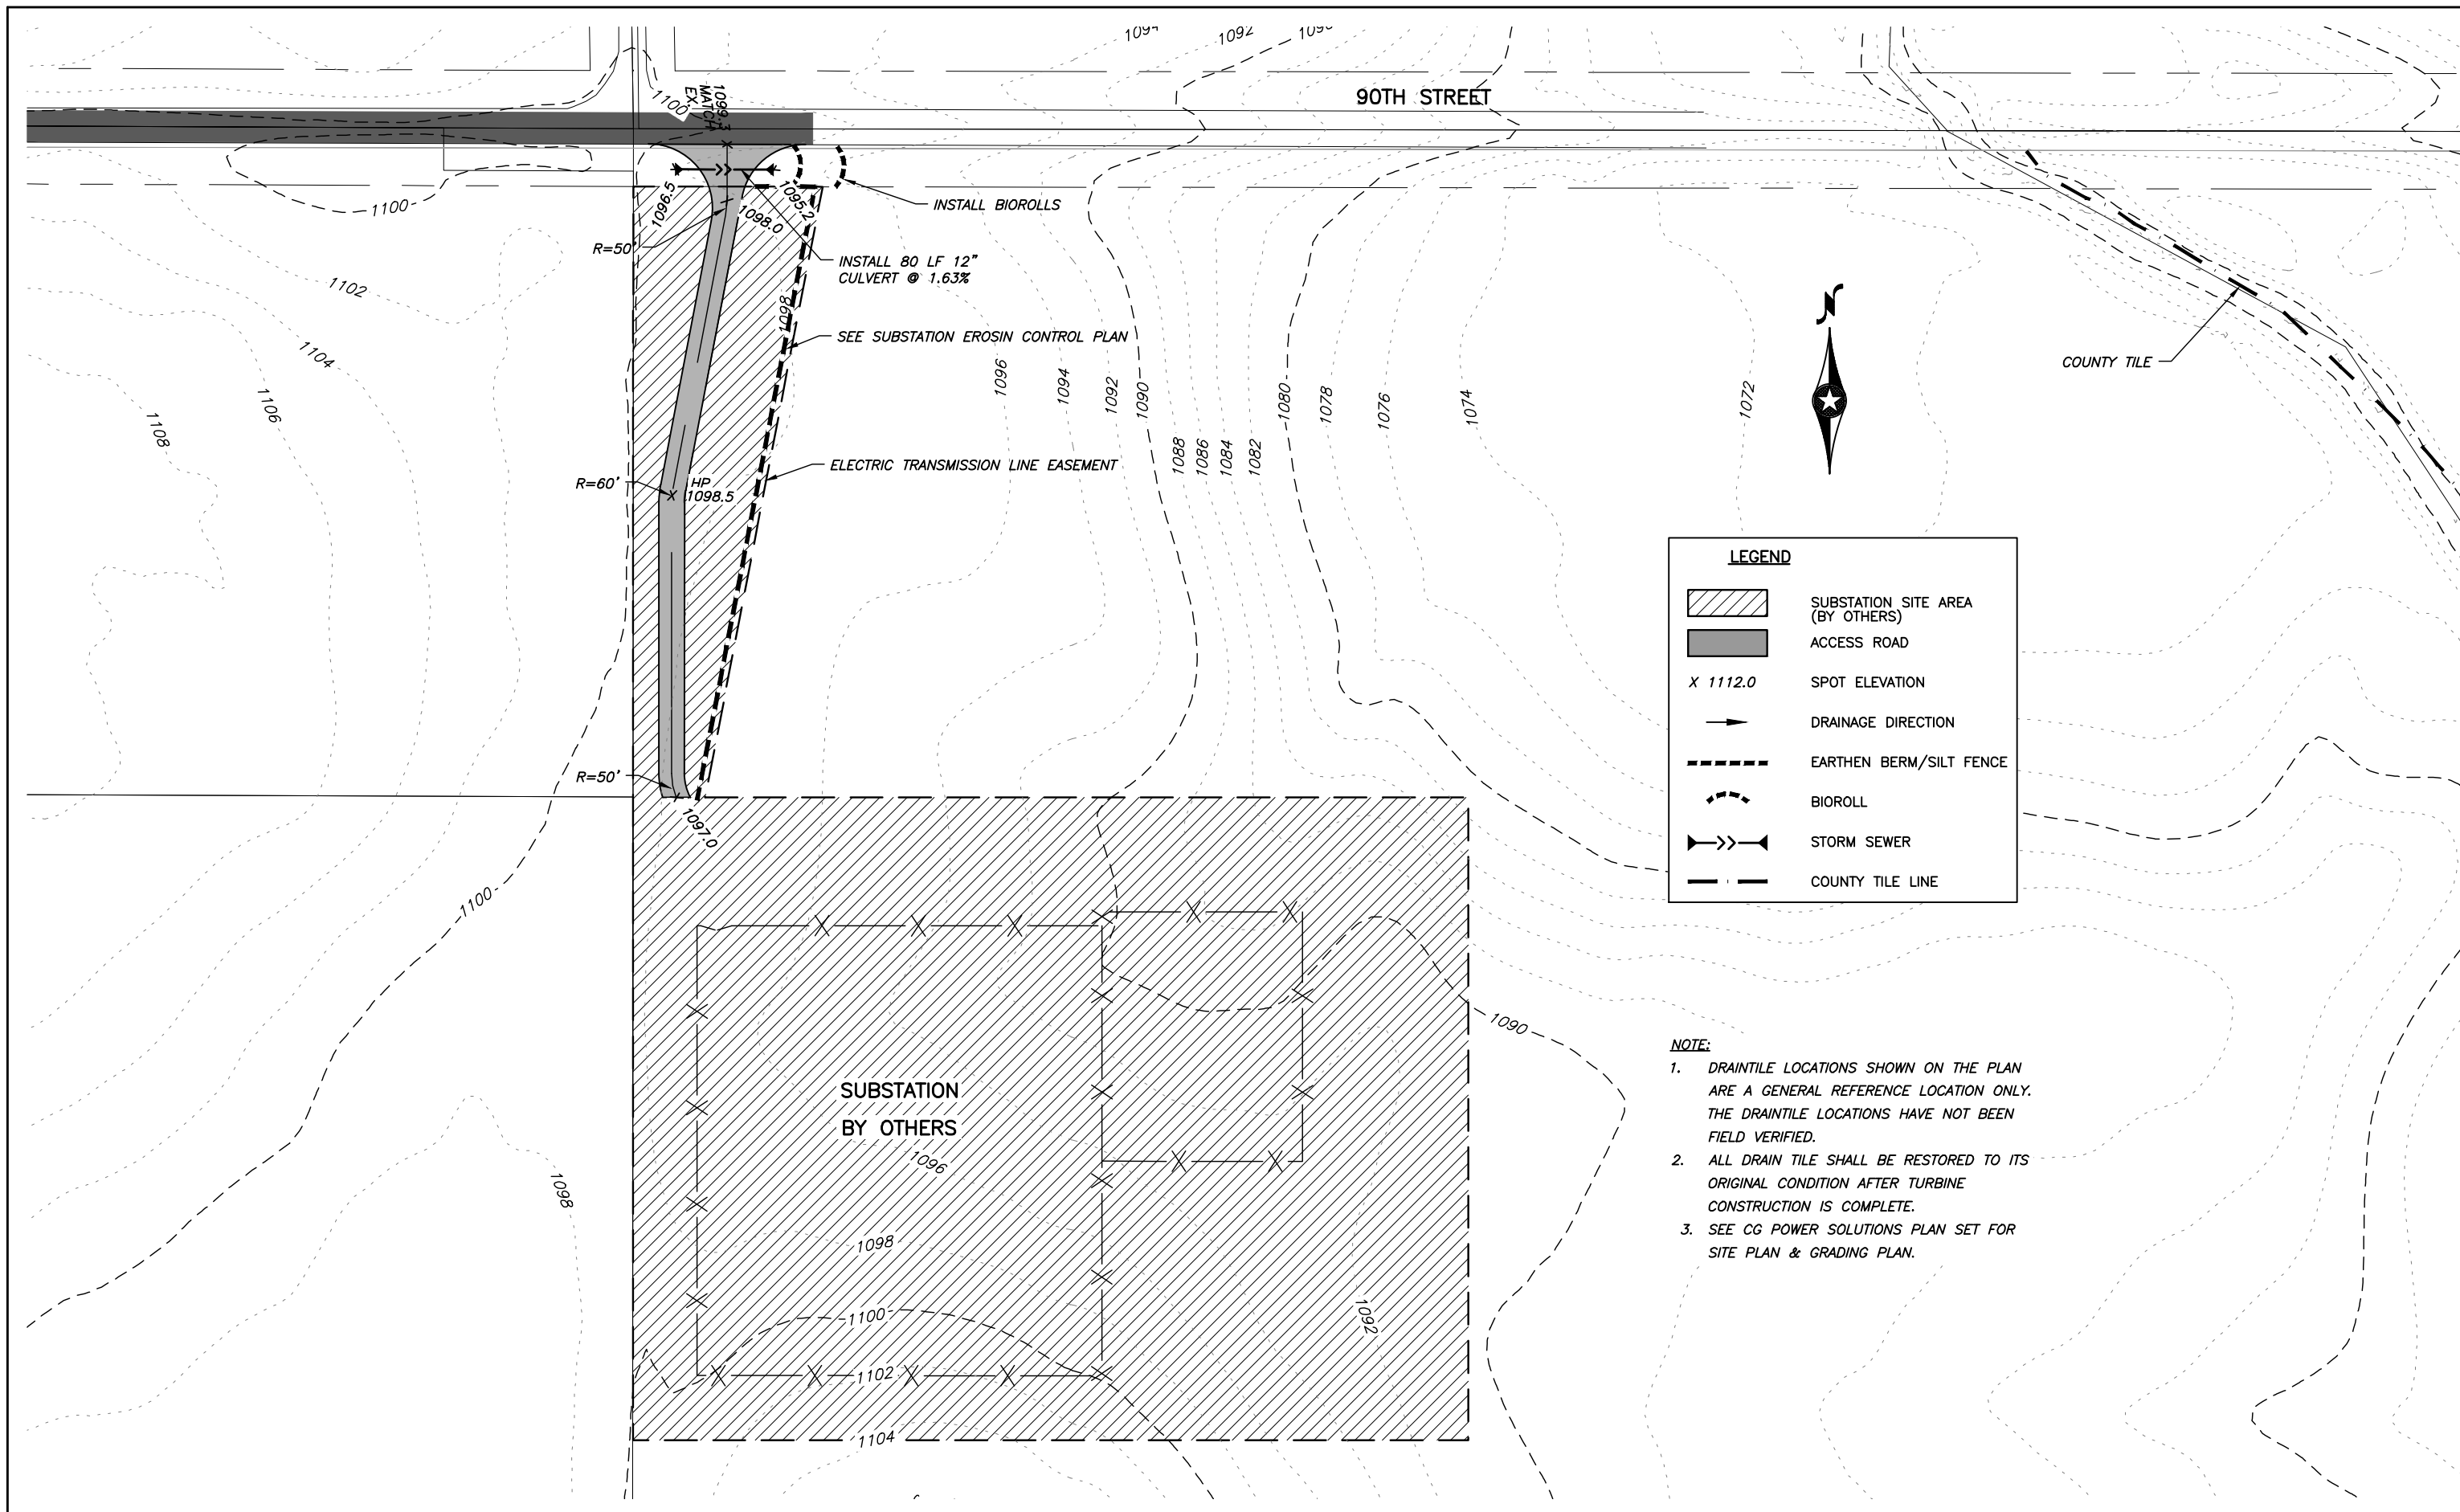 1094
1092
1090
90TH STREET
1100
1099.3
MATCH
EX.
1100
1096.5
1095.2
1098.0
INSTALL BIOROLLS
R=50'
INSTALL 80 LF 12"
CULVERT @ 1.63%
1102
1098
1104
SEE SUBSTATION EROSIN CONTROL PLAN
1106
1108
1096
1094
1092
1090
1088
1086
1084
1082
1080
1078
1076
1074
1072
N
COUNTY TILE
ELECTRIC TRANSMISSION LINE EASEMENT
R=60'
HP
1098.5
R=50'
1097.0
LEGEND
SUBSTATION SITE AREA
(BY OTHERS)
ACCESS ROAD
X 1112.0 SPOT ELEVATION
DRAINAGE DIRECTION
EARTHEN BERM/SILT FENCE
BIOROLL
STORM SEWER
COUNTY TILE LINE
1100
1090
SUBSTATION
BY OTHERS
1096
1098
1098
1100
1102
1104
1092
NOTE:
1. DRAINTILE LOCATIONS SHOWN ON THE PLAN
ARE A GENERAL REFERENCE LOCATION ONLY.
THE DRAINTILE LOCATIONS HAVE NOT BEEN
FIELD VERIFIED.
2. ALL DRAIN TILE SHALL BE RESTORED TO ITS
ORIGINAL CONDITION AFTER TURBINE
CONSTRUCTION IS COMPLETE.
3. SEE CG POWER SOLUTIONS PLAN SET FOR
SITE PLAN & GRADING PLAN.